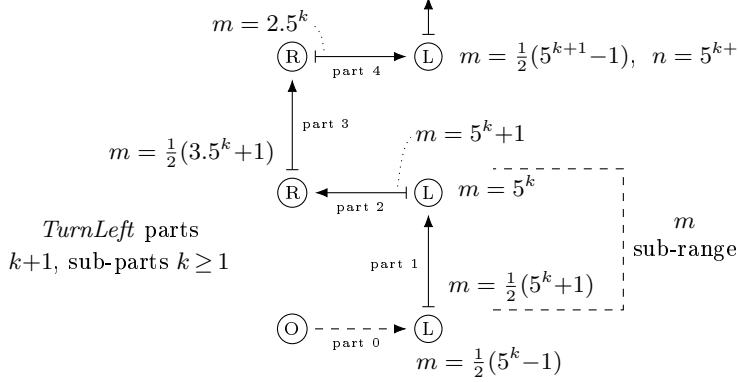 m = 2.5^k
R
L
part 4
m = ½(5^{k+1}−1), n = 5^{k+
part 3
m = 5^k+1
m = ½(3.5^k+1)
R
L
m = 5^k
part 2
TurnLeft parts
k+1, sub-parts k ≥ 1
m
sub-range
part 1
m = ½(5^k+1)
O
L
part 0
m = ½(5^k−1)